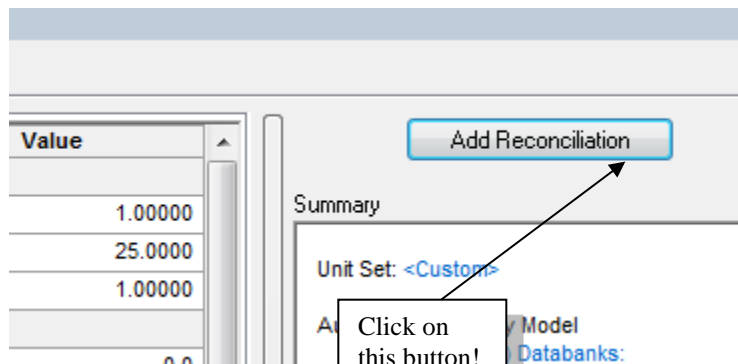 Value
Add Reconciliation
1.00000
25.0000
1.00000
0.0
Summary
Unit Set: <Custom>
Model
Databanks:
Click on
this button!